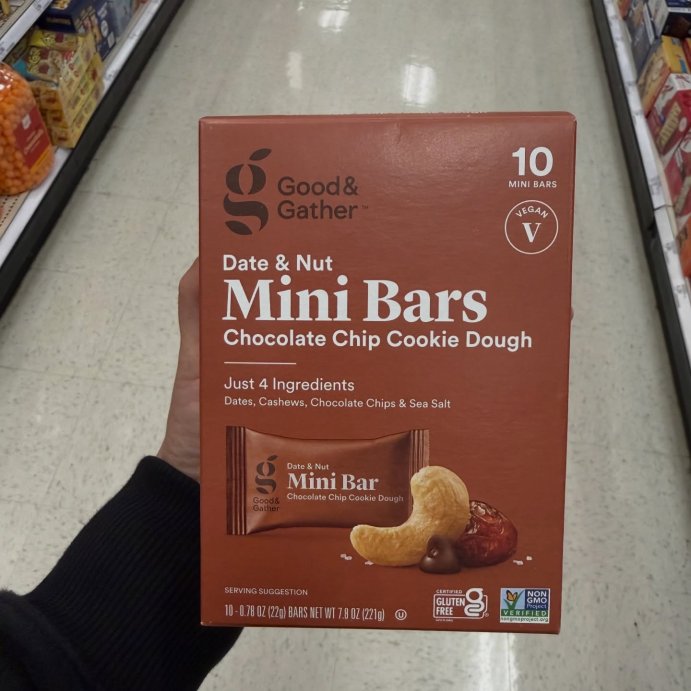 Good&
Gather™
10
MINI BARS
VEGAN
V
Date & Nut
Mini Bars
Chocolate Chip Cookie Dough
Just 4 Ingredients
Dates, Cashews, Chocolate Chips & Sea Salt
Date & Nut
Mini Bar
Chocolate Chip Cookie Dough
Good&
Gather
SERVING SUGGESTION
10 - 0.78 OZ (22g) BARS NET WT 7.8 OZ (221g)
U
CERTIFIED
GLUTEN
FREE
NON
GMO
Project
VERIFIED
nongmoproject.org